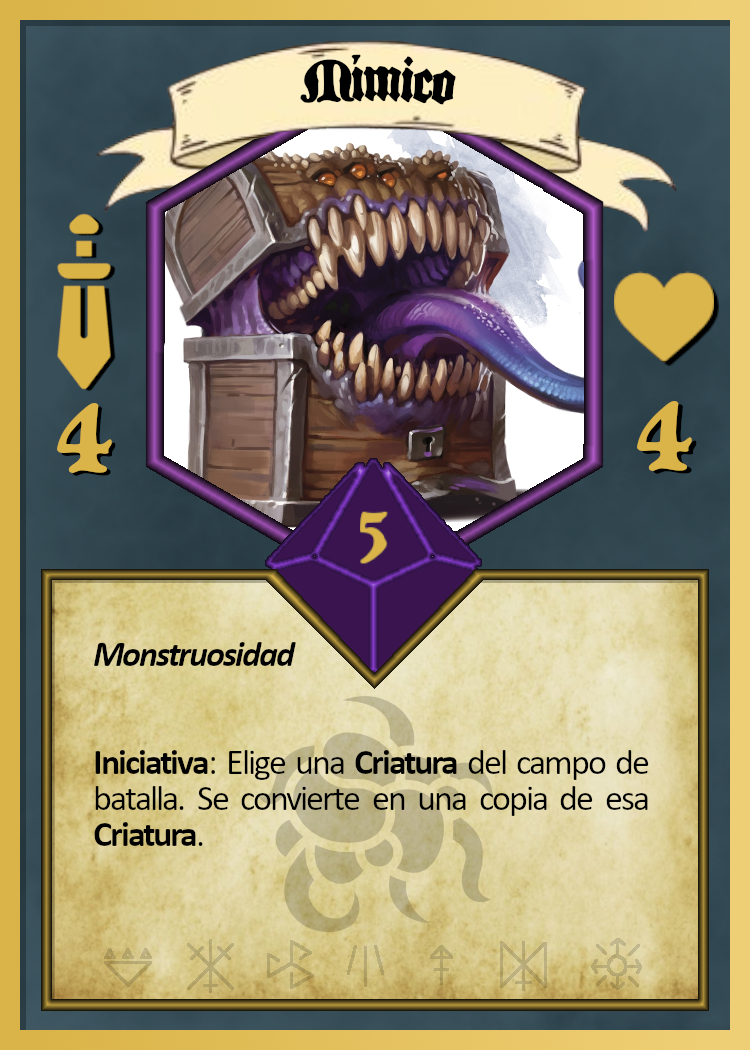 Mímico
4
4
5
Monstruosidad
Iniciativa: Elige una Criatura del campo de
batalla. Se convierte en una copia de esa
Criatura.